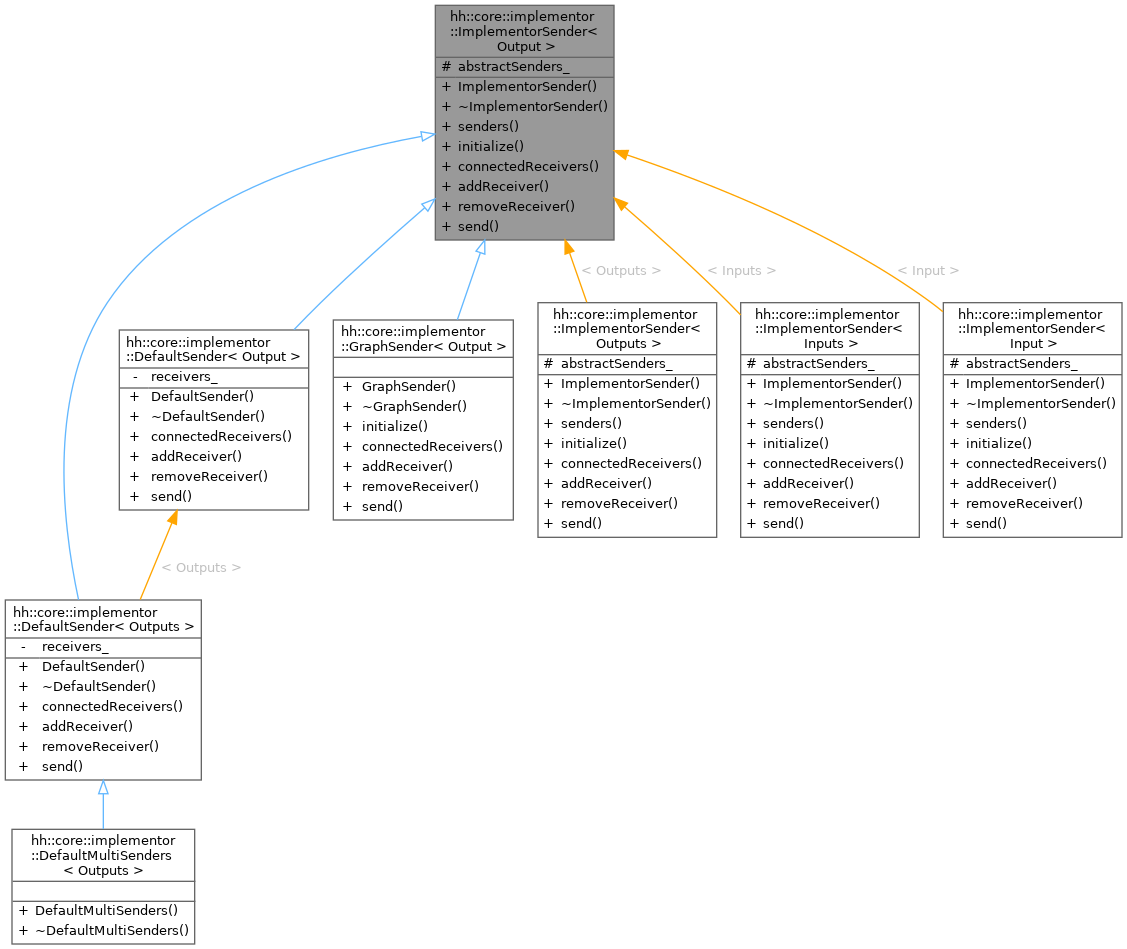 hh::core::implementor
::ImplementorSender<
Output >
# abstractSenders_
+ ImplementorSender()
+ ~ImplementorSender()
+ senders()
+ initialize()
+ connectedReceivers()
+ addReceiver()
+ removeReceiver()
+ send()
< Outputs >
< Inputs >
< Input >
hh::core::implementor
::DefaultSender< Output >
- receivers_
+ DefaultSender()
+ ~DefaultSender()
+ connectedReceivers()
+ addReceiver()
+ removeReceiver()
+ send()
hh::core::implementor
::GraphSender< Output >
+ GraphSender()
+ ~GraphSender()
+ initialize()
+ connectedReceivers()
+ addReceiver()
+ removeReceiver()
+ send()
hh::core::implementor
::ImplementorSender<
Outputs >
# abstractSenders_
+ ImplementorSender()
+ ~ImplementorSender()
+ senders()
+ initialize()
+ connectedReceivers()
+ addReceiver()
+ removeReceiver()
+ send()
hh::core::implementor
::ImplementorSender<
Inputs >
# abstractSenders_
+ ImplementorSender()
+ ~ImplementorSender()
+ senders()
+ initialize()
+ connectedReceivers()
+ addReceiver()
+ removeReceiver()
+ send()
hh::core::implementor
::ImplementorSender<
Input >
# abstractSenders_
+ ImplementorSender()
+ ~ImplementorSender()
+ senders()
+ initialize()
+ connectedReceivers()
+ addReceiver()
+ removeReceiver()
+ send()
< Outputs >
hh::core::implementor
::DefaultSender< Outputs >
- receivers_
+ DefaultSender()
+ ~DefaultSender()
+ connectedReceivers()
+ addReceiver()
+ removeReceiver()
+ send()
hh::core::implementor
::DefaultMultiSenders
< Outputs >
+ DefaultMultiSenders()
+ ~DefaultMultiSenders()